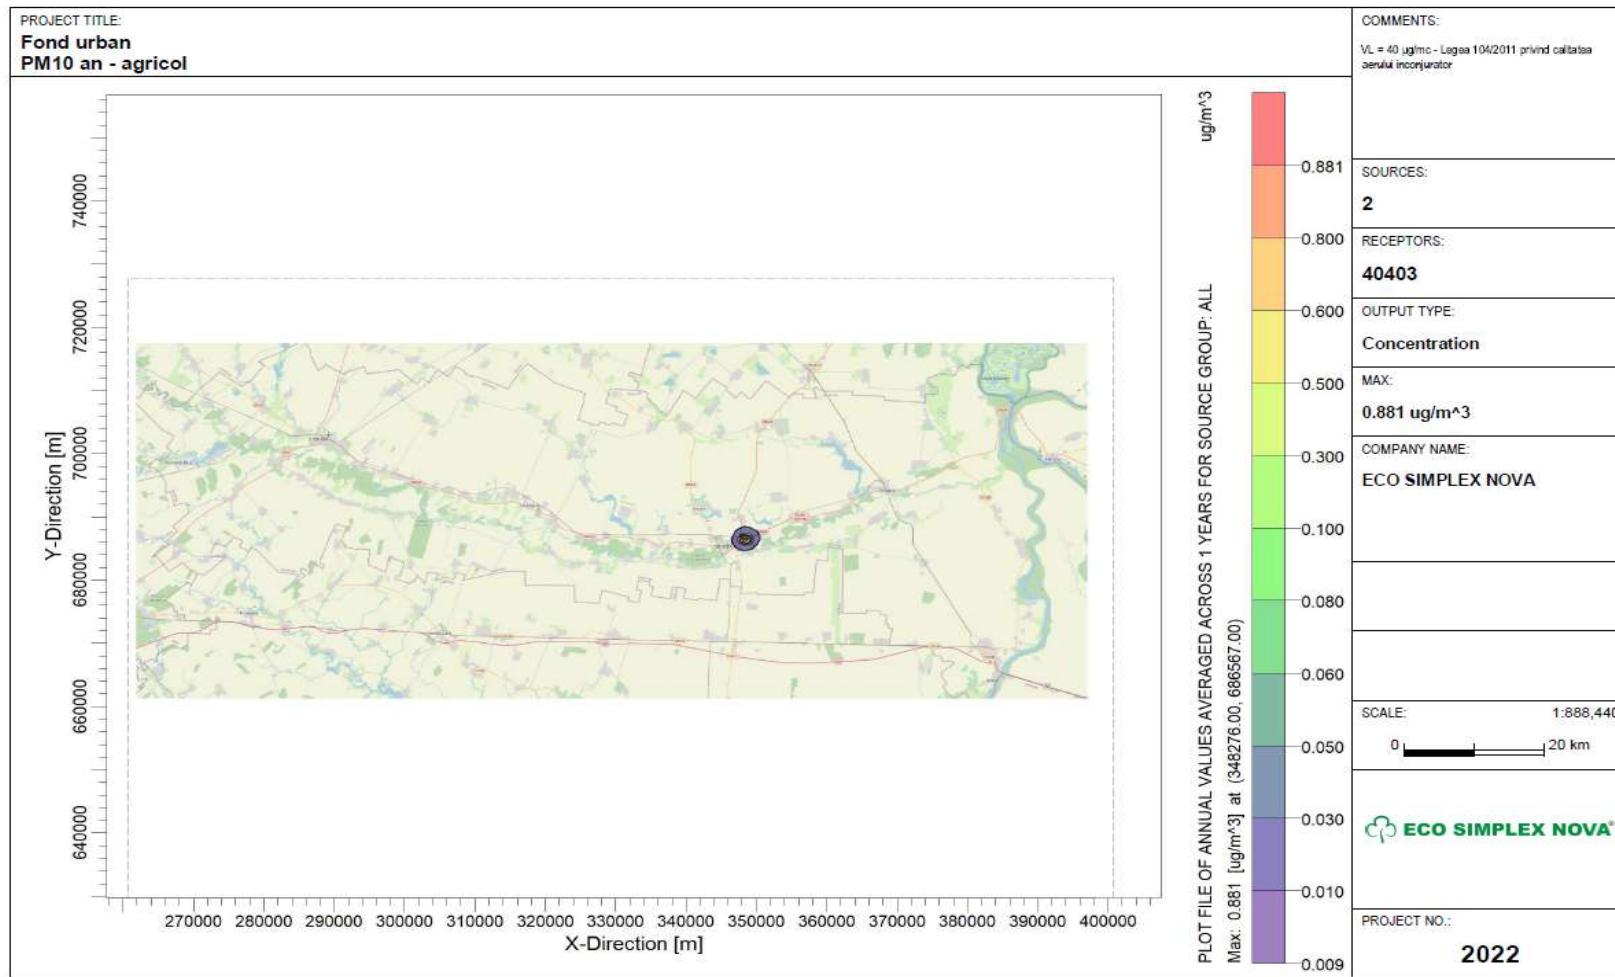 PROJECT TITLE:
Fond urban
PM10 an - agricol
COMMENTS:
VL = 40 µg/mc - Legea 104/2011 privind calitatea
aerului inconjurator
SOURCES:
2
RECEPTORS:
40403
OUTPUT TYPE:
Concentration
MAX:
0.881 ug/m^3
COMPANY NAME:
ECO SIMPLEX NOVA
SCALE:
1:888,440
0
20 km
ECO SIMPLEX NOVA®
PROJECT NO.:
2022
Y-Direction [m]
740000
720000
700000
680000
660000
640000
270000
280000
290000
300000
310000
320000
330000
340000
350000
360000
370000
380000
390000
400000
X-Direction [m]
PLOT FILE OF ANNUAL VALUES AVERAGED ACROSS 1 YEARS FOR SOURCE GROUP: ALL
Max: 0.881 [ug/m^3] at (348276.00, 686567.00)
ug/m^3
0.881
0.800
0.600
0.500
0.300
0.100
0.080
0.060
0.050
0.030
0.010
0.009